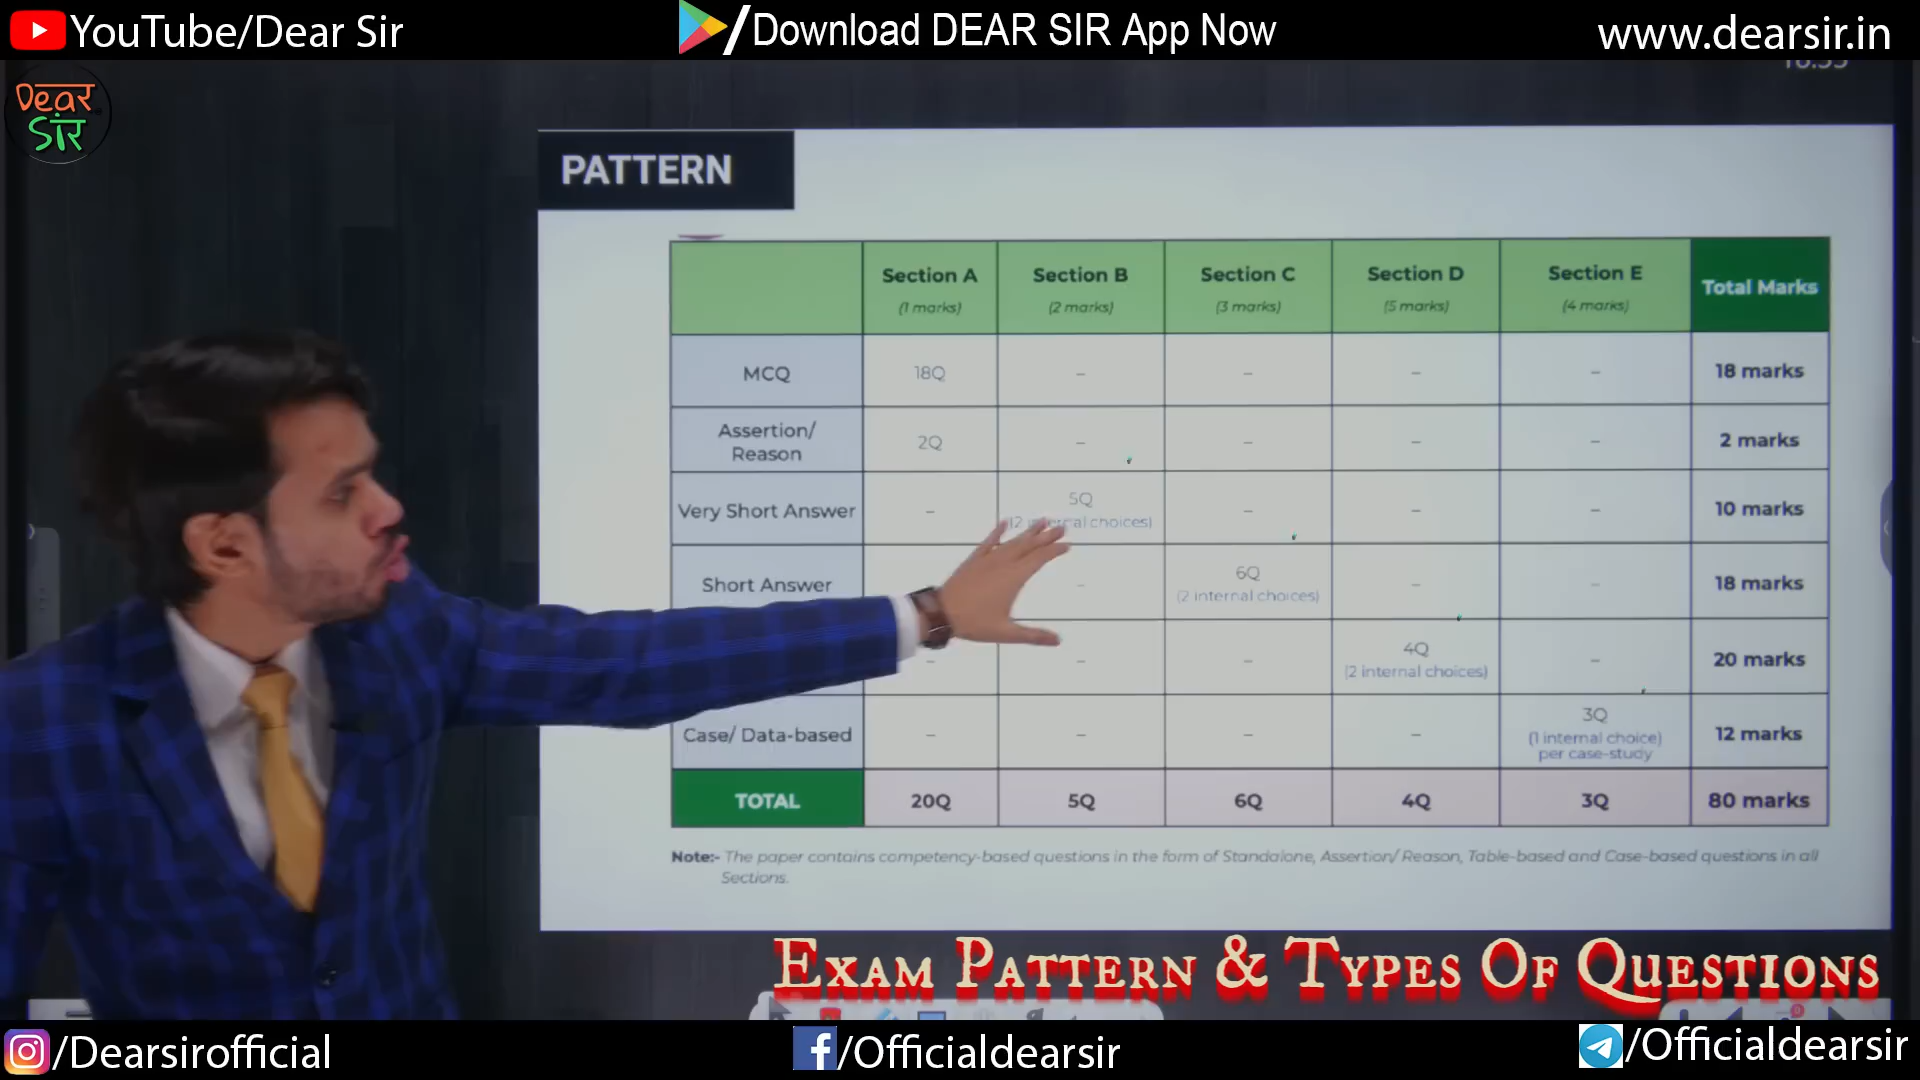 YouTube/Dear Sir
/Download DEAR SIR App Now
www.dearsir.in
Dear
Sir
PATTERN
Section A
(1 marks)
Section B
(2 marks)
Section C
(3 marks)
Section D
(5 marks)
Section E
(4 marks)
Total Marks
MCQ
18Q
–
–
–
–
18 marks
Assertion/
Reason
2Q
–
–
–
–
2 marks
Very Short Answer
–
5Q
(2 internal choices)
–
–
–
10 marks
Short Answer
–
6Q
(2 internal choices)
–
–
18 marks
–
–
–
4Q
(2 internal choices)
–
20 marks
Case/ Data-based
–
–
–
–
3Q
(1 internal choice)
per case-study
12 marks
TOTAL
20Q
5Q
6Q
4Q
3Q
80 marks
Note:- The paper contains competency-based questions in the form of Standalone, Assertion/ Reason, Table-based and Case-based questions in all
Sections.
Exam Pattern & Types Of Questions
/Dearsirofficial
/Officialdearsir
/Officialdearsir